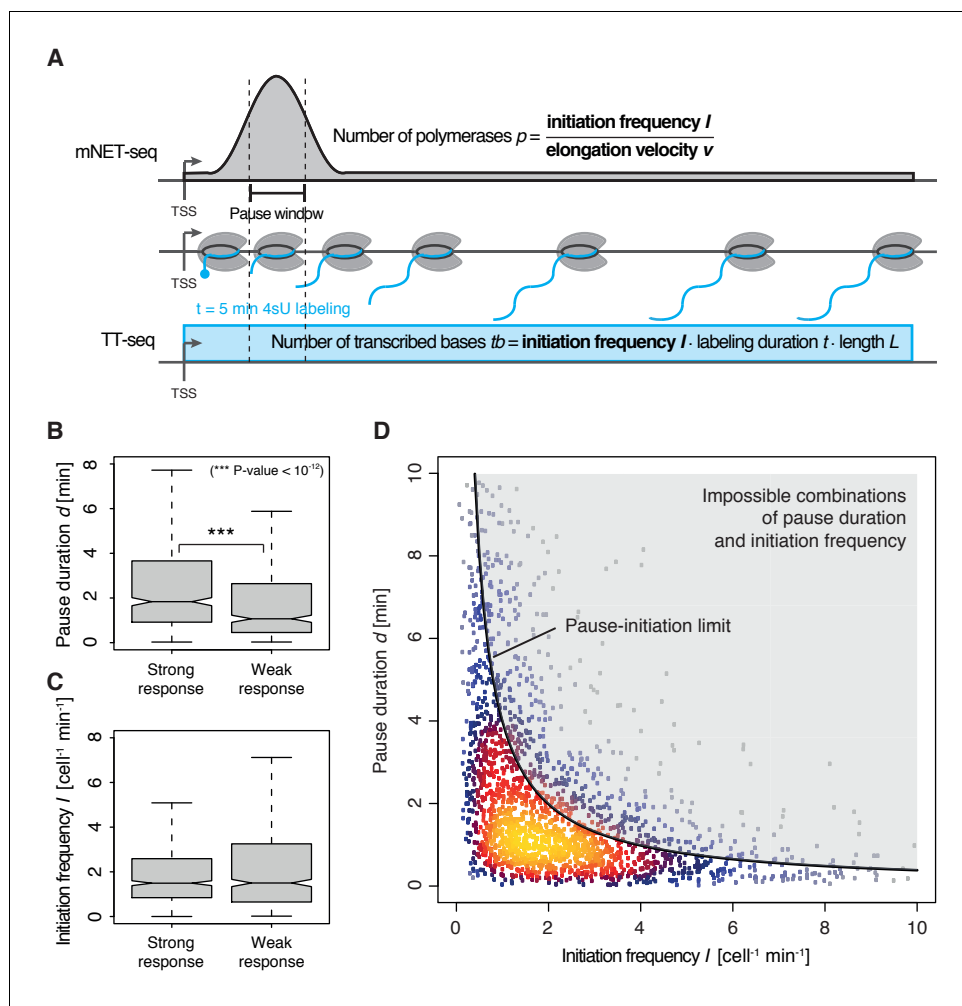 A
mNET-seq
Number of polymerases p = initiation frequency I
elongation velocity v
TSS
Pause window
TSS
t = 5 min 4sU labeling
TT-seq
Number of transcribed bases tb = initiation frequency I · labeling duration t · length L
TSS
B
Pause duration d [min]
8
6
4
2
0
(*** P-value < 10⁻¹²)
***
Strong response
Weak response
C
Initiation frequency I [cell⁻¹ min⁻¹]
8
6
4
2
0
Strong response
Weak response
D
Pause duration d [min]
10
8
6
4
2
0
Impossible combinations
of pause duration
and initiation frequency
Pause-initiation limit
0 2 4 6 8 10
Initiation frequency I [cell⁻¹ min⁻¹]